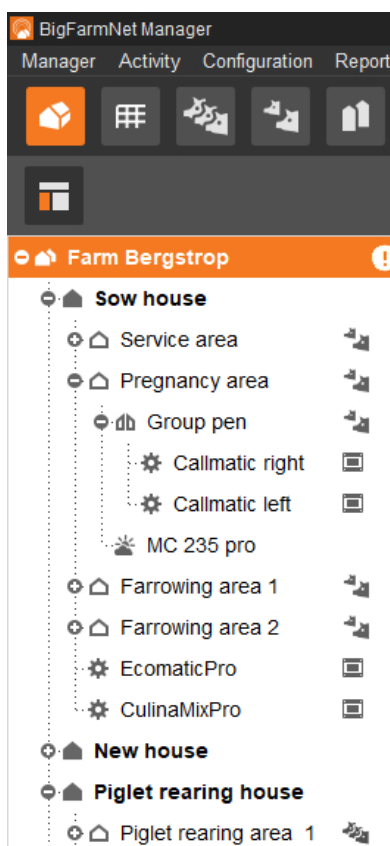 BigFarmNet Manager
Manager Activity Configuration Report
Farm Bergstrop
Sow house
Service area
Pregnancy area
Group pen
Callmatic right
Callmatic left
MC 235 pro
Farrowing area 1
Farrowing area 2
EcomaticPro
CulinaMixPro
New house
Piglet rearing house
Piglet rearing area 1